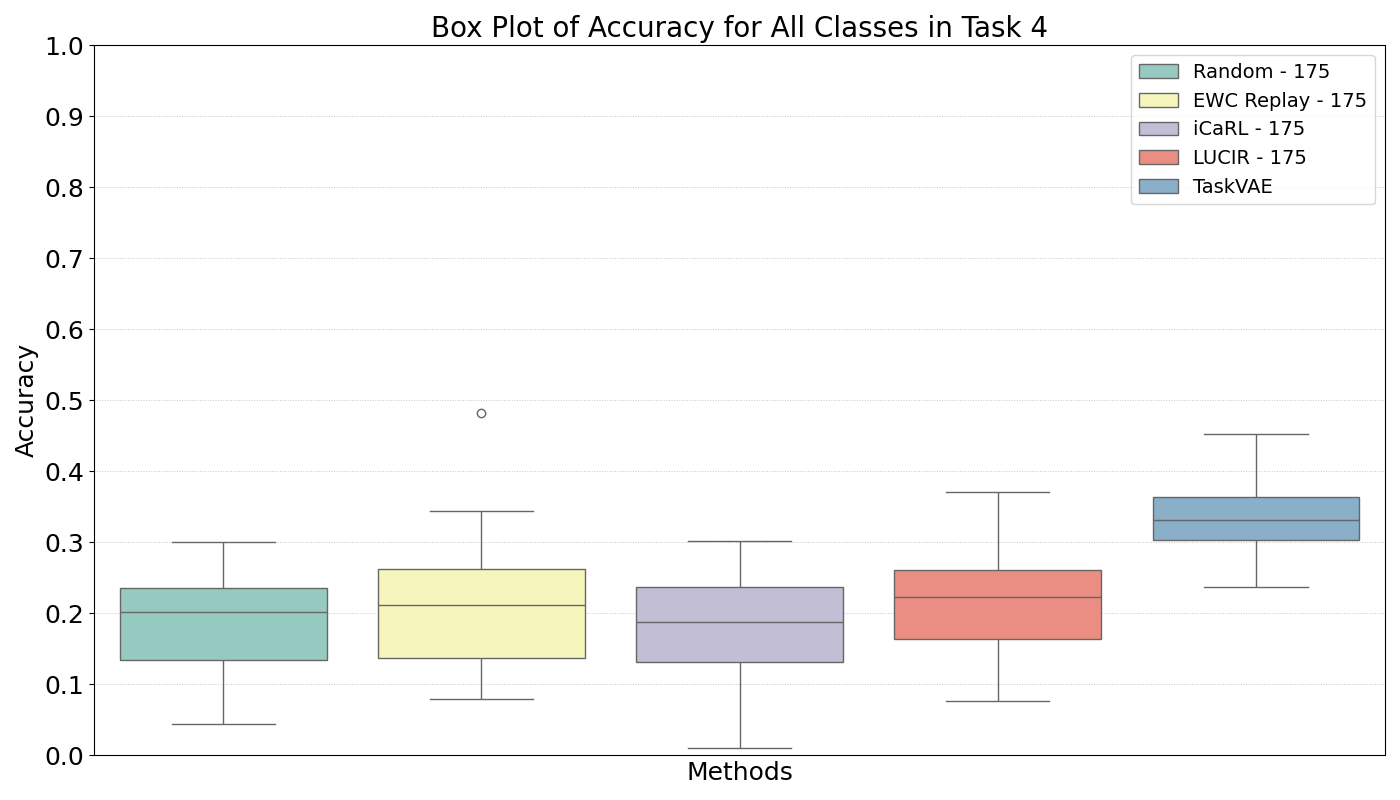 Box Plot of Accuracy for All Classes in Task 4
1.0
0.9
0.8
0.7
0.6
0.5
0.4
0.3
0.2
0.1
0.0
Accuracy
Methods
Random - 175
EWC Replay - 175
iCaRL - 175
LUCIR - 175
TaskVAE